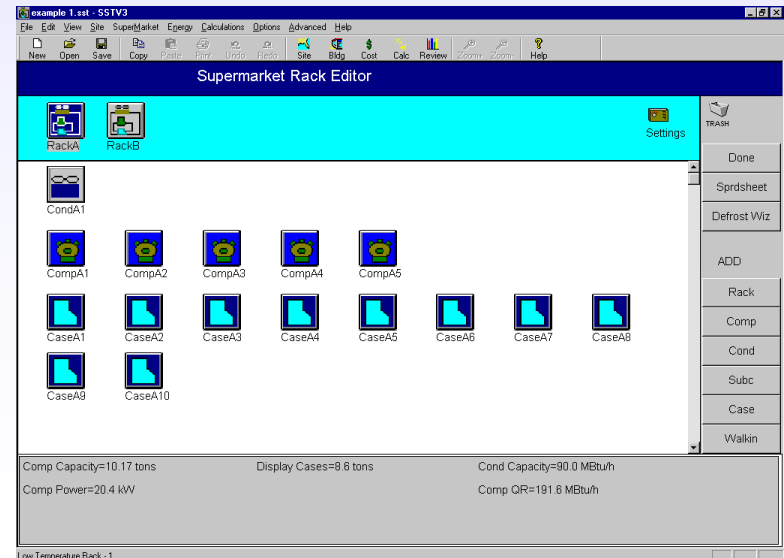 example 1.sst - SSTV3
File Edit View Site SuperMarket Energy Calculations Options Advanced Help
New Open Save Copy Paste Print Undo Redo Site Bldg Cost Calc Review Zoom+ Zoom- Help
Supermarket Rack Editor
RackA RackB Settings TRASH
Done
Sprdsheet
Defrost Wiz
ADD
Rack
Comp
Cond
Subc
Case
Walkin
CondA1
CompA1 CompA2 CompA3 CompA4 CompA5
CaseA1 CaseA2 CaseA3 CaseA4 CaseA5 CaseA6 CaseA7 CaseA8
CaseA9 CaseA10
Comp Capacity=10.17 tons Display Cases=8.6 tons Cond Capacity=90.0 MBtu/h
Comp Power=20.4 kW Comp QR=191.6 MBtu/h
Low Temperature Rack - 1